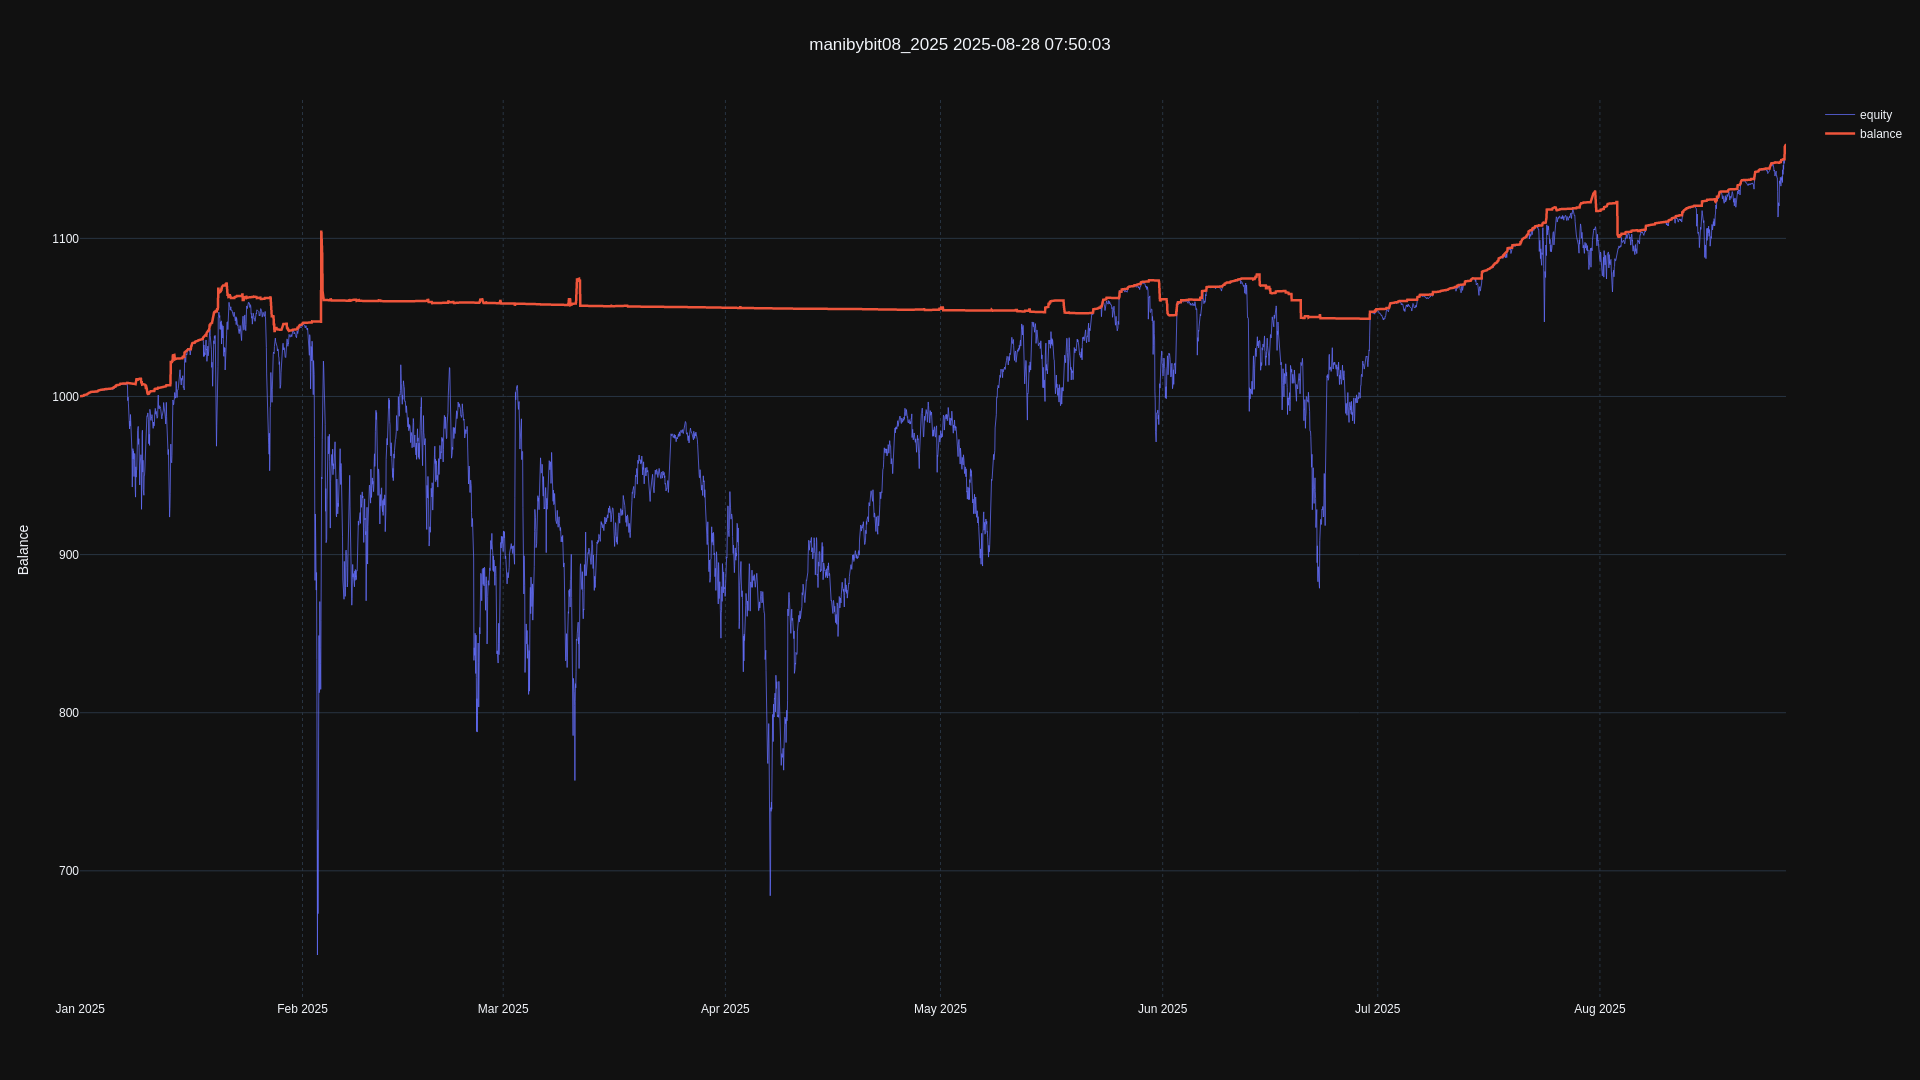 manibybit08_2025 2025-08-28 07:50:03
equity
balance
1100
1000
900
800
700
Balance
Jan 2025
Feb 2025
Mar 2025
Apr 2025
May 2025
Jun 2025
Jul 2025
Aug 2025